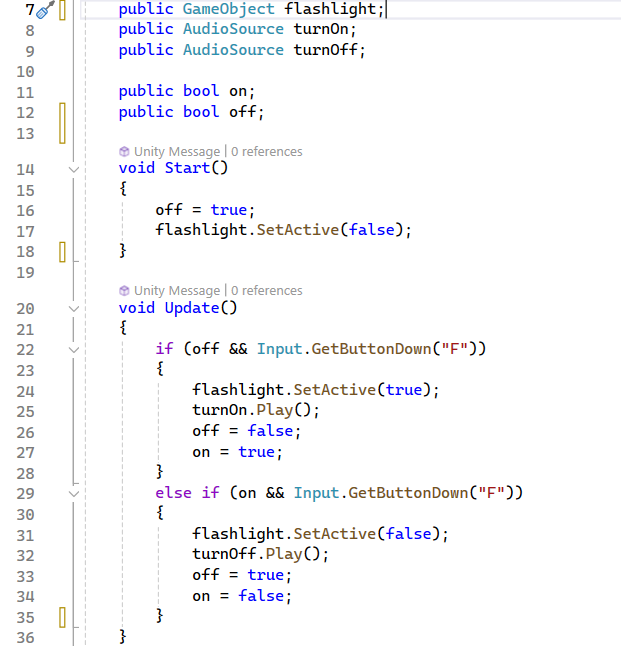 7 public GameObject flashlight;
8 public AudioSource turnOn;
9 public AudioSource turnOff;
10
11 public bool on;
12 public bool off;
13
Unity Message | 0 references
14 void Start()
15 {
16 off = true;
17 flashlight.SetActive(false);
18 }
19
Unity Message | 0 references
20 void Update()
21 {
22 if (off && Input.GetButtonDown("F"))
23 {
24 flashlight.SetActive(true);
25 turnOn.Play();
26 off = false;
27 on = true;
28 }
29 else if (on && Input.GetButtonDown("F"))
30 {
31 flashlight.SetActive(false);
32 turnOff.Play();
33 off = true;
34 on = false;
35 }
36 }